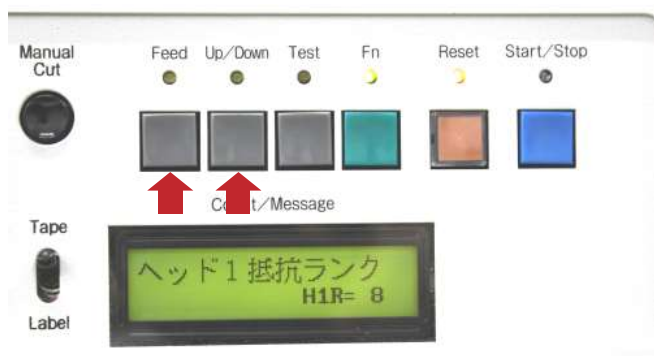 Manual
Cut
Feed
Up/Down
Test
Fn
Reset
Start/Stop
Tape
Label
/Message
ヘッド1抵抗ランク
H1R= 8